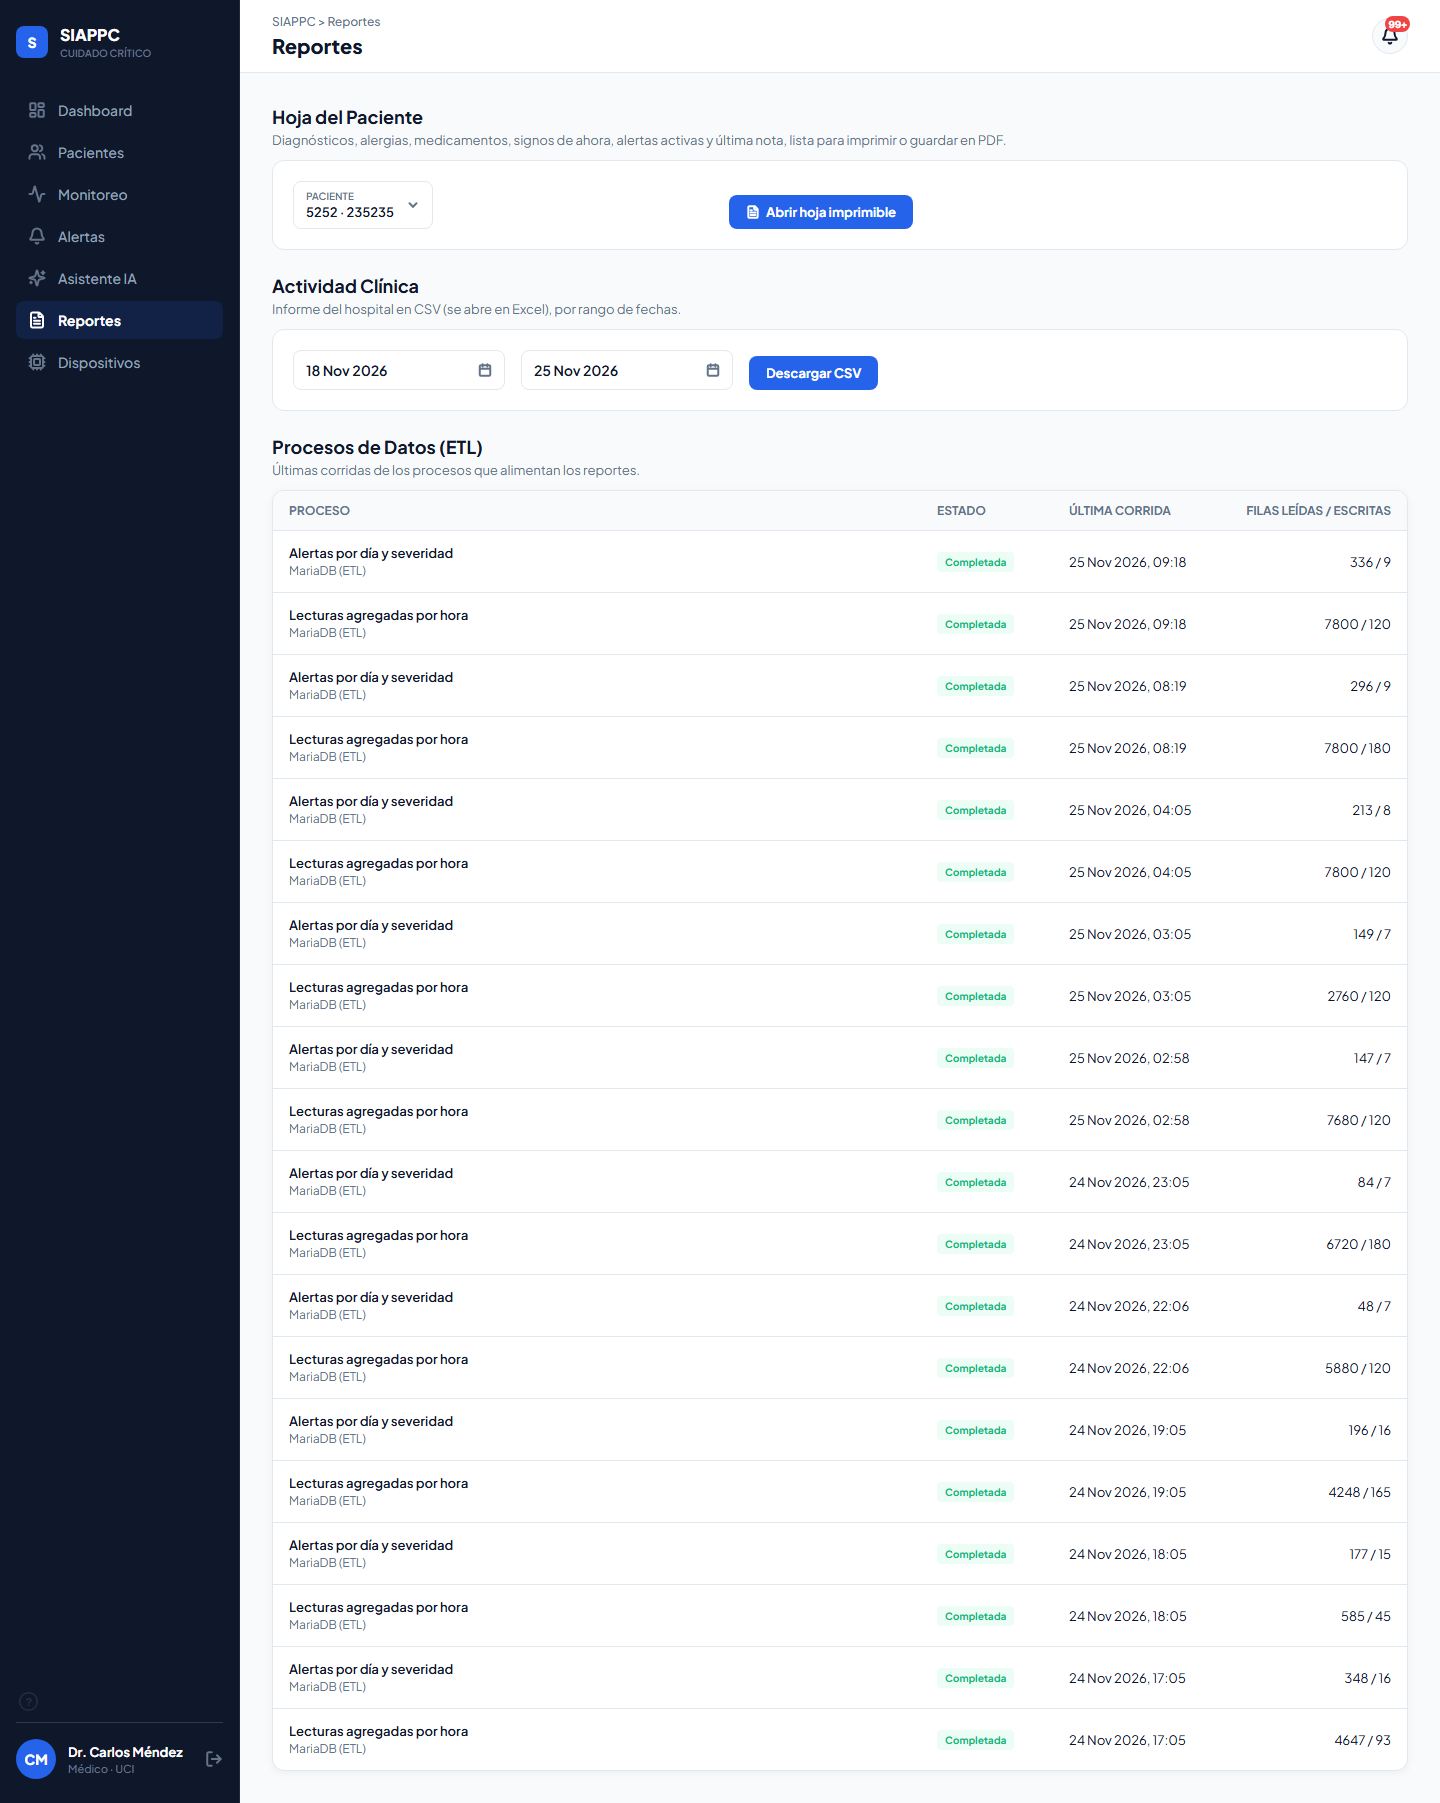 S
SIAPPC
CUIDADO CRÍTICO
Dashboard
Pacientes
Monitoreo
Alertas
Asistente IA
Reportes
Dispositivos
?
CM
Dr. Carlos Méndez
Médico · UCI
SIAPPC > Reportes
Reportes
99+
Hoja del Paciente
Diagnósticos, alergias, medicamentos, signos de ahora, alertas activas y última nota, lista para imprimir o guardar en PDF.
PACIENTE
5252 · 235235
Abrir hoja imprimible
Actividad Clínica
Informe del hospital en CSV (se abre en Excel), por rango de fechas.
18 Nov 2026 25 Nov 2026 Descargar CSV
Procesos de Datos (ETL)
Últimas corridas de los procesos que alimentan los reportes.
PROCESO ESTADO ÚLTIMA CORRIDA FILAS LEÍDAS / ESCRITAS
Alertas por día y severidad
MariaDB (ETL)
Completada 25 Nov 2026, 09:18 336 / 9
Lecturas agregadas por hora
MariaDB (ETL)
Completada 25 Nov 2026, 09:18 7800 / 120
Alertas por día y severidad
MariaDB (ETL)
Completada 25 Nov 2026, 08:19 296 / 9
Lecturas agregadas por hora
MariaDB (ETL)
Completada 25 Nov 2026, 08:19 7800 / 180
Alertas por día y severidad
MariaDB (ETL)
Completada 25 Nov 2026, 04:05 213 / 8
Lecturas agregadas por hora
MariaDB (ETL)
Completada 25 Nov 2026, 04:05 7800 / 120
Alertas por día y severidad
MariaDB (ETL)
Completada 25 Nov 2026, 03:05 149 / 7
Lecturas agregadas por hora
MariaDB (ETL)
Completada 25 Nov 2026, 03:05 2760 / 120
Alertas por día y severidad
MariaDB (ETL)
Completada 25 Nov 2026, 02:58 147 / 7
Lecturas agregadas por hora
MariaDB (ETL)
Completada 25 Nov 2026, 02:58 7680 / 120
Alertas por día y severidad
MariaDB (ETL)
Completada 24 Nov 2026, 23:05 84 / 7
Lecturas agregadas por hora
MariaDB (ETL)
Completada 24 Nov 2026, 23:05 6720 / 180
Alertas por día y severidad
MariaDB (ETL)
Completada 24 Nov 2026, 22:06 48 / 7
Lecturas agregadas por hora
MariaDB (ETL)
Completada 24 Nov 2026, 22:06 5880 / 120
Alertas por día y severidad
MariaDB (ETL)
Completada 24 Nov 2026, 19:05 196 / 16
Lecturas agregadas por hora
MariaDB (ETL)
Completada 24 Nov 2026, 19:05 4248 / 165
Alertas por día y severidad
MariaDB (ETL)
Completada 24 Nov 2026, 18:05 177 / 15
Lecturas agregadas por hora
MariaDB (ETL)
Completada 24 Nov 2026, 18:05 585 / 45
Alertas por día y severidad
MariaDB (ETL)
Completada 24 Nov 2026, 17:05 348 / 16
Lecturas agregadas por hora
MariaDB (ETL)
Completada 24 Nov 2026, 17:05 4647 / 93